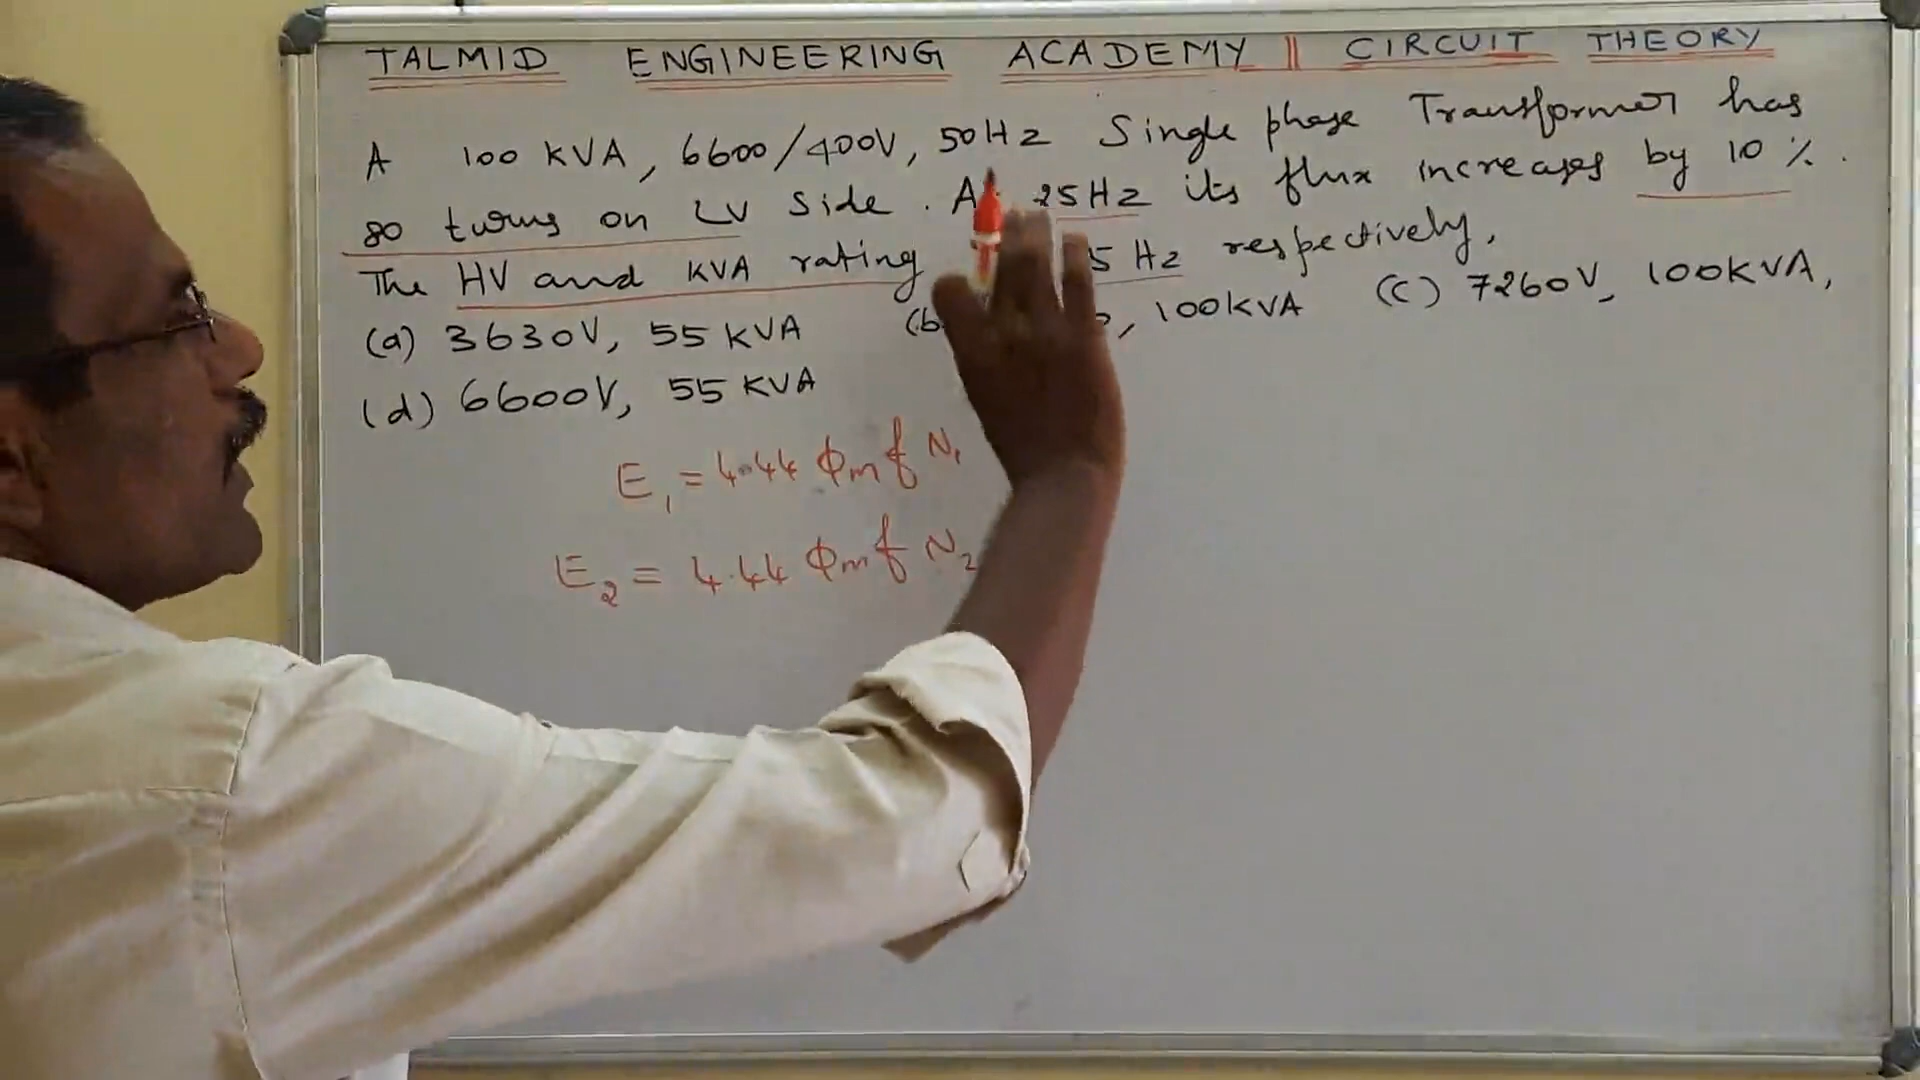 TALMID ENGINEERING ACADEMY || CIRCUIT THEORY
A 100 KVA, 6600/400V, 50Hz Single phase Transformer has
80 turns on LV Side. At 25Hz its flux increases by 10 %.
The HV and KVA rating 5 Hz respectively,
(a) 3630V, 55 KVA (b , 100KVA (c) 7260V, 100KVA,
(d) 6600V, 55 KVA
E₁ = 4.44 ϕm f N₁
E₂ = 4.44 ϕm f N₂